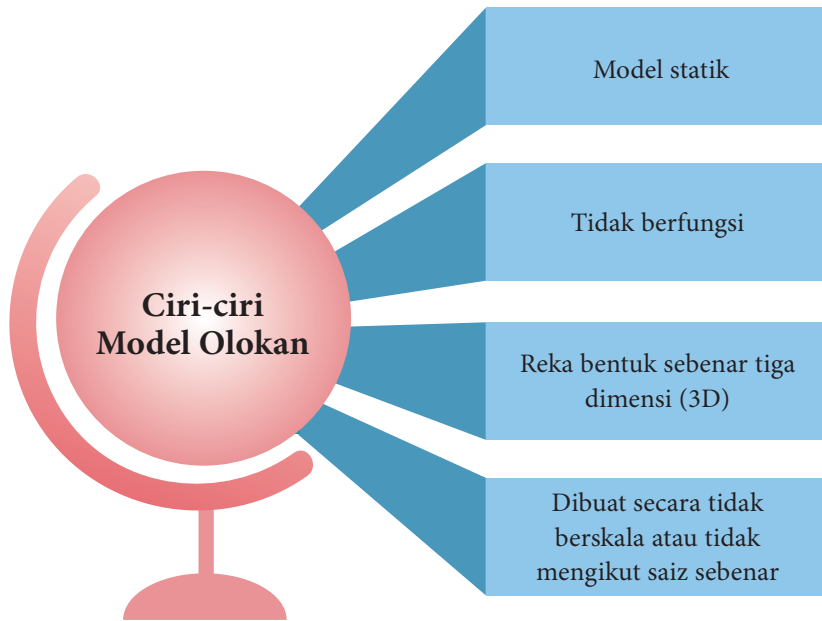 Ciri-ciri
Model Olokan
Model statik
Tidak berfungsi
Reka bentuk sebenar tiga
dimensi (3D)
Dibuat secara tidak
berskala atau tidak
mengikut saiz sebenar